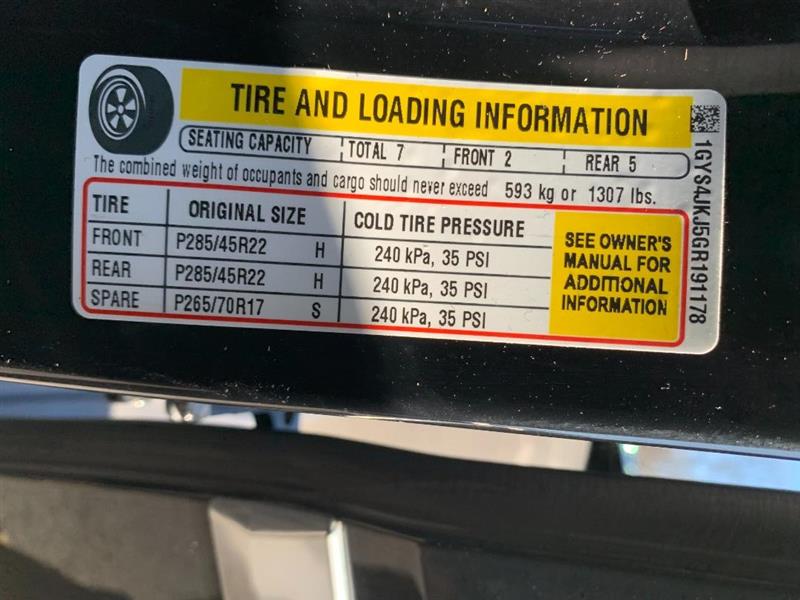 TIRE AND LOADING INFORMATION
SEATING CAPACITY TOTAL 7 FRONT 2 REAR 5
The combined weight of occupants and cargo should never exceed 593 kg or 1307 lbs.
TIRE ORIGINAL SIZE COLD TIRE PRESSURE
FRONT P285/45R22 H 240 kPa, 35 PSI
REAR P285/45R22 H 240 kPa, 35 PSI
SPARE P265/70R17 S 240 kPa, 35 PSI
SEE OWNER'S
MANUAL FOR
ADDITIONAL
INFORMATION
1GYS4JKJ5GR191178